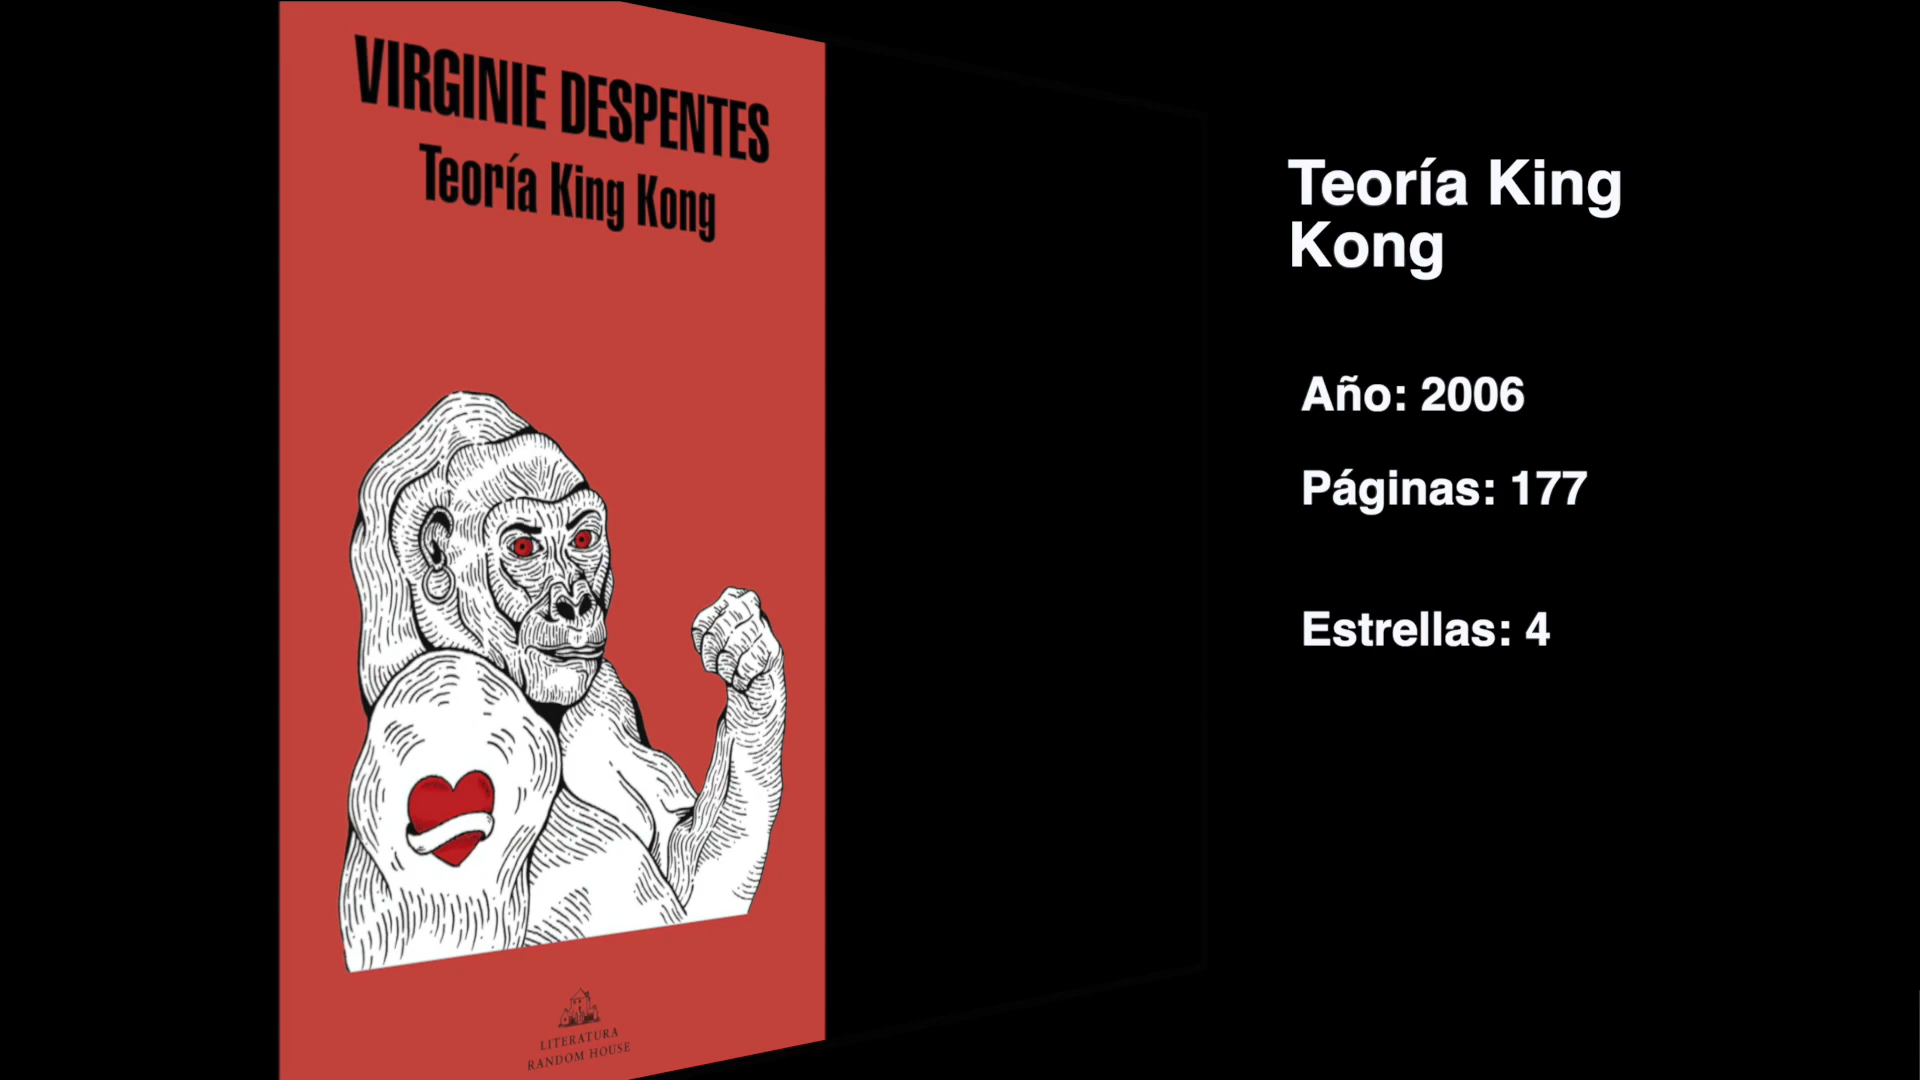 VIRGINIE DESPENTES
Teoría King Kong
LITERATURA
RANDOM HOUSE
Teoría King
Kong
Año: 2006
Páginas: 177
Estrellas: 4